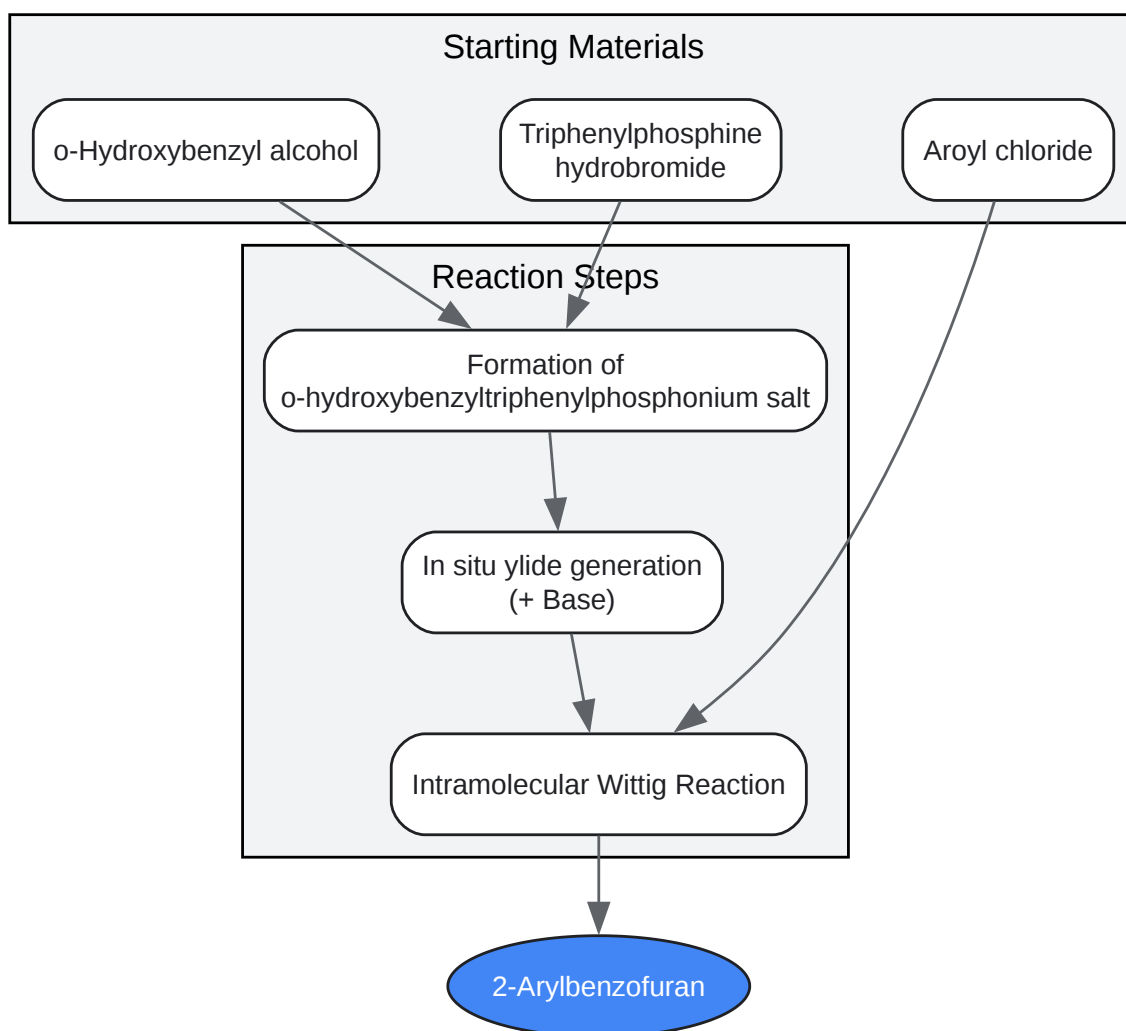 Starting Materials
o-Hydroxybenzyl alcohol
Triphenylphosphine
hydrobromide
Aroyl chloride
Reaction Steps
Formation of
o-hydroxybenzyltriphenylphosphonium salt
In situ ylide generation
(+ Base)
Intramolecular Wittig Reaction
2-Arylbenzofuran